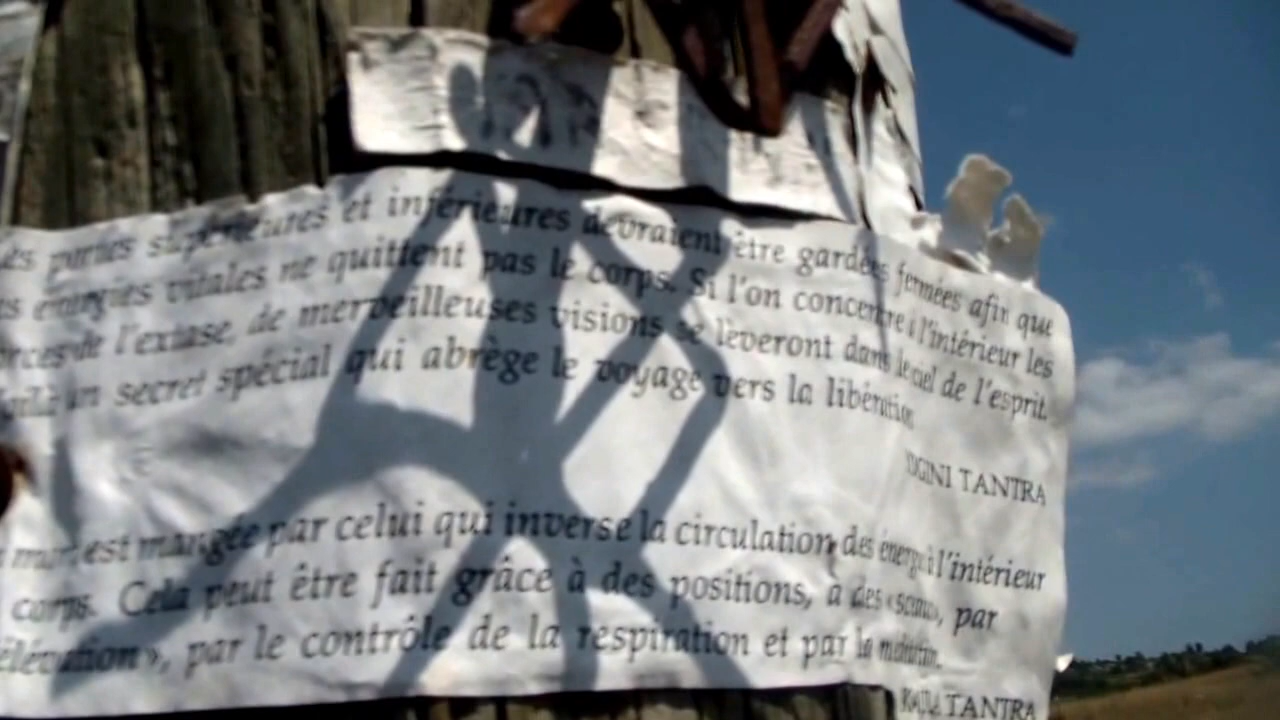 parties supérieures et inférieures devraient être gardées fermées afin que
énergies vitales ne quittent pas le corps. Si l'on concentre à l'intérieur les
forces de l'extase, de merveilleuses visions se lèveront dans le ciel de l'esprit.
un secret spécial qui abrège le voyage vers la libération
YOGINI TANTRA
mort est mangée par celui qui inverse la circulation des à l'intérieur
corps. Cela peut être fait grâce à des positions, à des par
élévation», par le contrôle de la respiration et par la
KAULA TANTRA